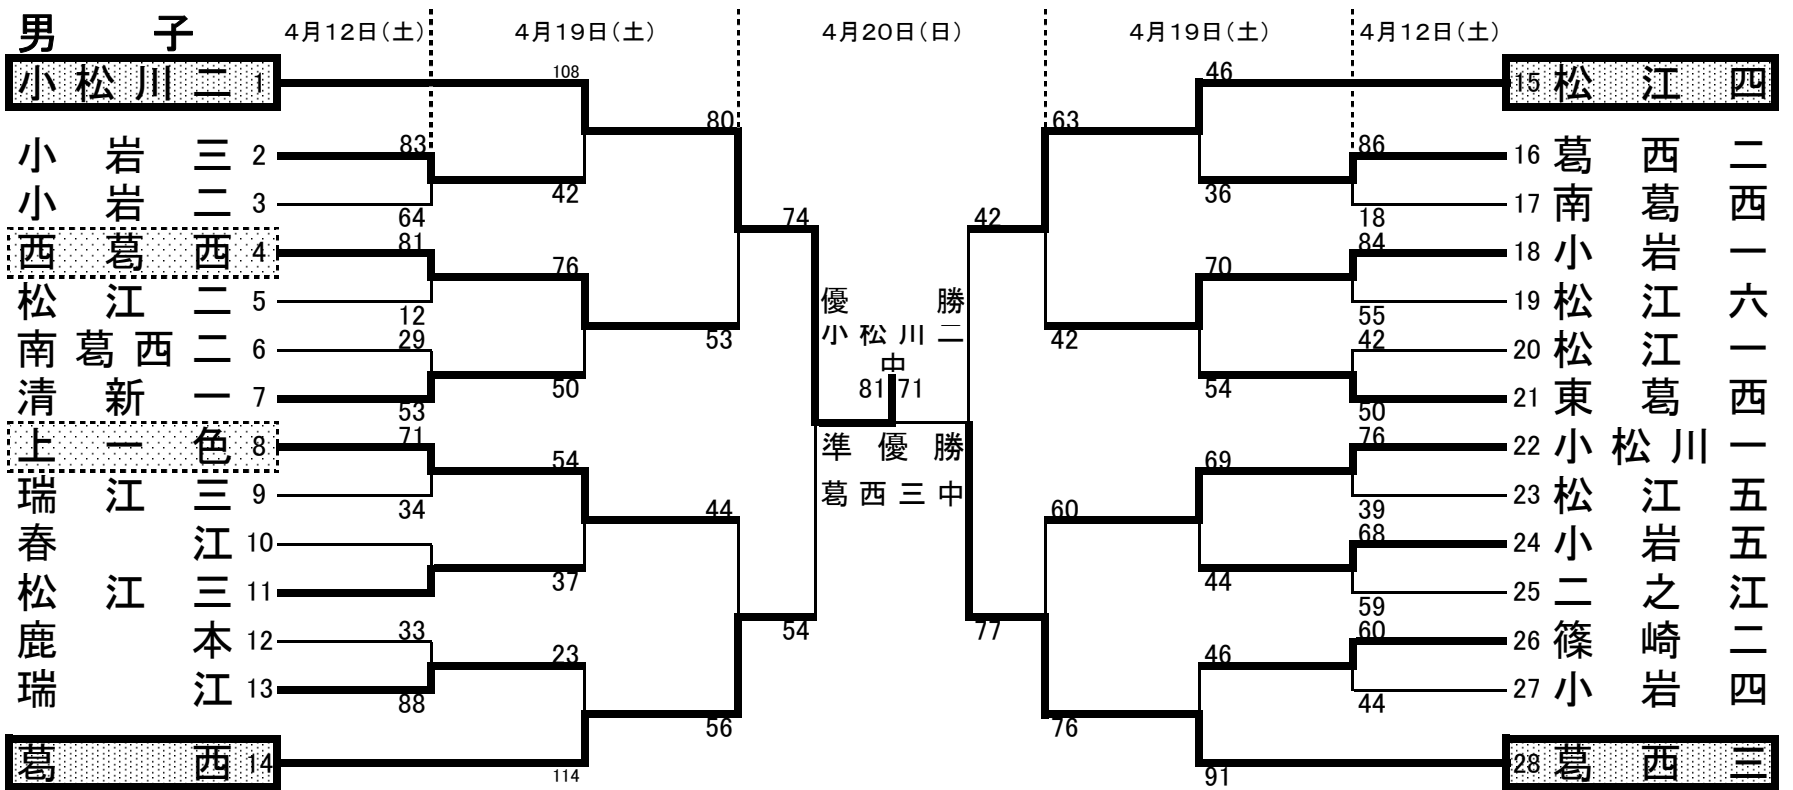 男 子 4月12日(土) 4月19日(土) 4月20日(日) 4月19日(土) 4月12日(土)
小松川二 1 108 46 15 松江四
80 63
小岩三 2 83 86 16 葛西二
42 36
小岩二 3 64 18 17 南葛西
74 42
西葛西 4 81 84 18 小岩一
76 70
松江二 5 12 55 19 松江六
優勝
小松川二中
53 42
南葛西二 6 29 42 20 松江一
81 71
50 54
清新一 7 53 50 21 東葛西
上一色 8 71 76 22 小松川一
準優勝
54 69
瑞江三 9 34 39 23 松江五
葛西三中
44 60
春江 10 68 24 小岩五
37 44
松江三 11 59 25 二之江
鹿本 12 33 60 26 篠崎二
54 77
23 46
瑞江 13 88 44 27 小岩四
56 76
葛西 14 114 91 28 葛西三